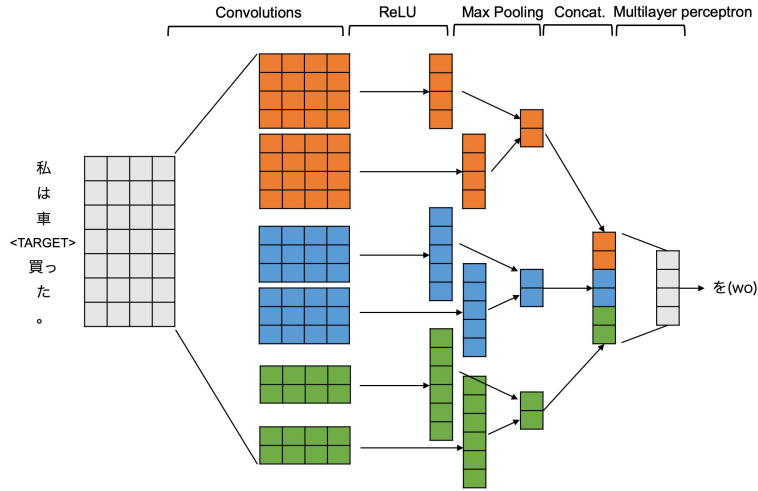 Convolutions
ReLU
Max Pooling
Concat.
Multilayer perceptron
私
は
車
<TARGET>
買っ
た
。
を(wo)